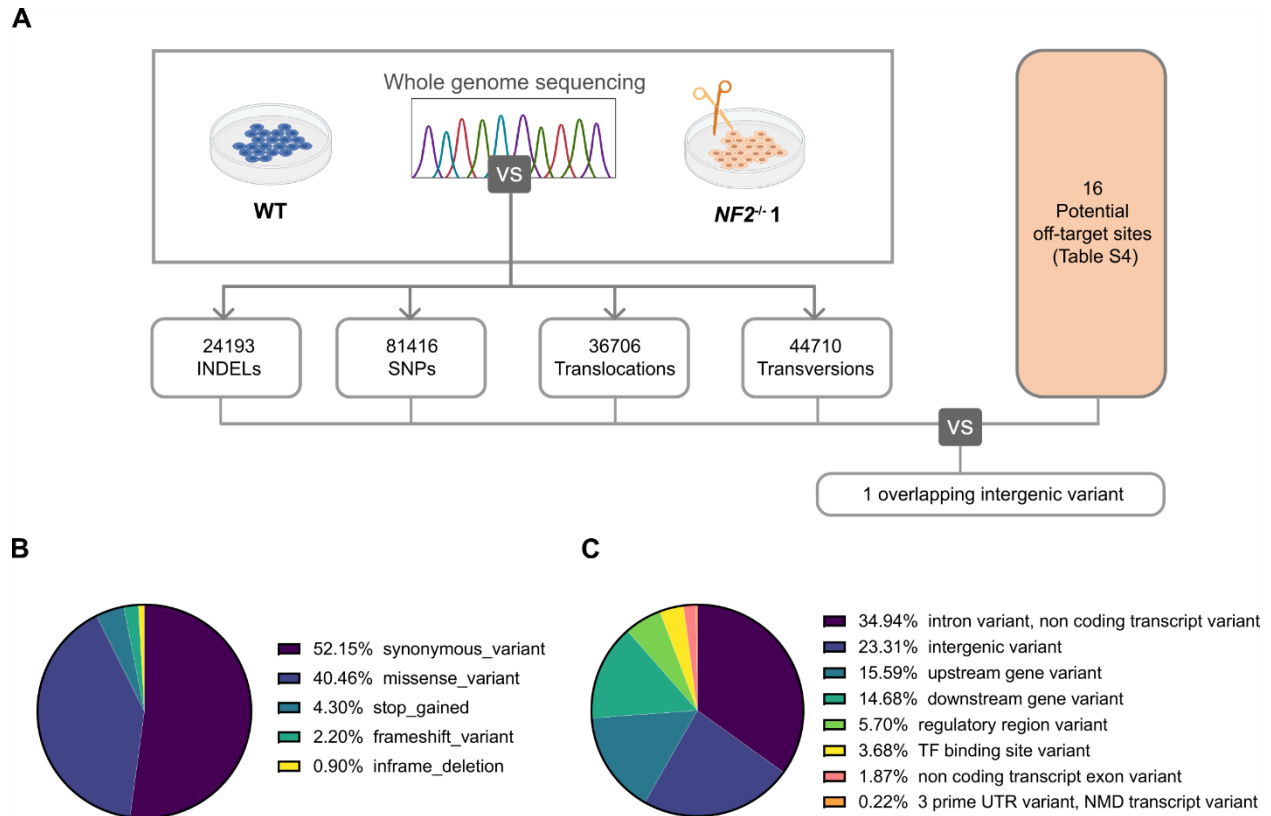 A
Whole genome sequencing
vs
WT
NF2-/- 1
16
Potential
off-target sites
(Table S4)
24193
INDELs
81416
SNPs
36706
Translocations
44710
Transversions
vs
1 overlapping intergenic variant
B
52.15% synonymous_variant
40.46% missense_variant
4.30% stop_gained
2.20% frameshift_variant
0.90% inframe_deletion
C
34.94% intron variant, non coding transcript variant
23.31% intergenic variant
15.59% upstream gene variant
14.68% downstream gene variant
5.70% regulatory region variant
3.68% TF binding site variant
1.87% non coding transcript exon variant
0.22% 3 prime UTR variant, NMD transcript variant